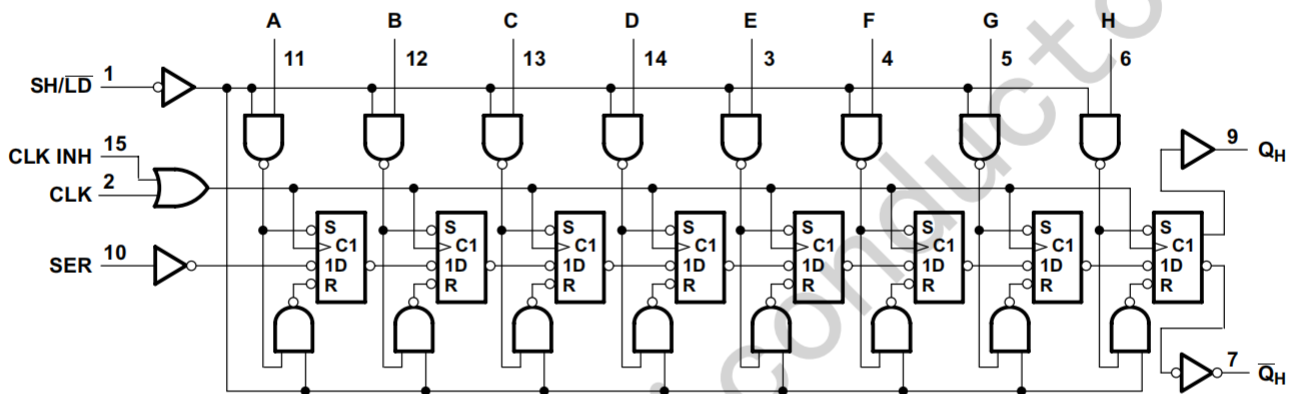 A B C D E F G H
11 12 13 14 3 4 5 6
SH/LD 1
CLK INH 15
CLK 2
SER 10
S S S S S S S S
C1 C1 C1 C1 C1 C1 C1 C1
1D 1D 1D 1D 1D 1D 1D 1D
R R R R R R R R
9 QH
7 QH
conducto